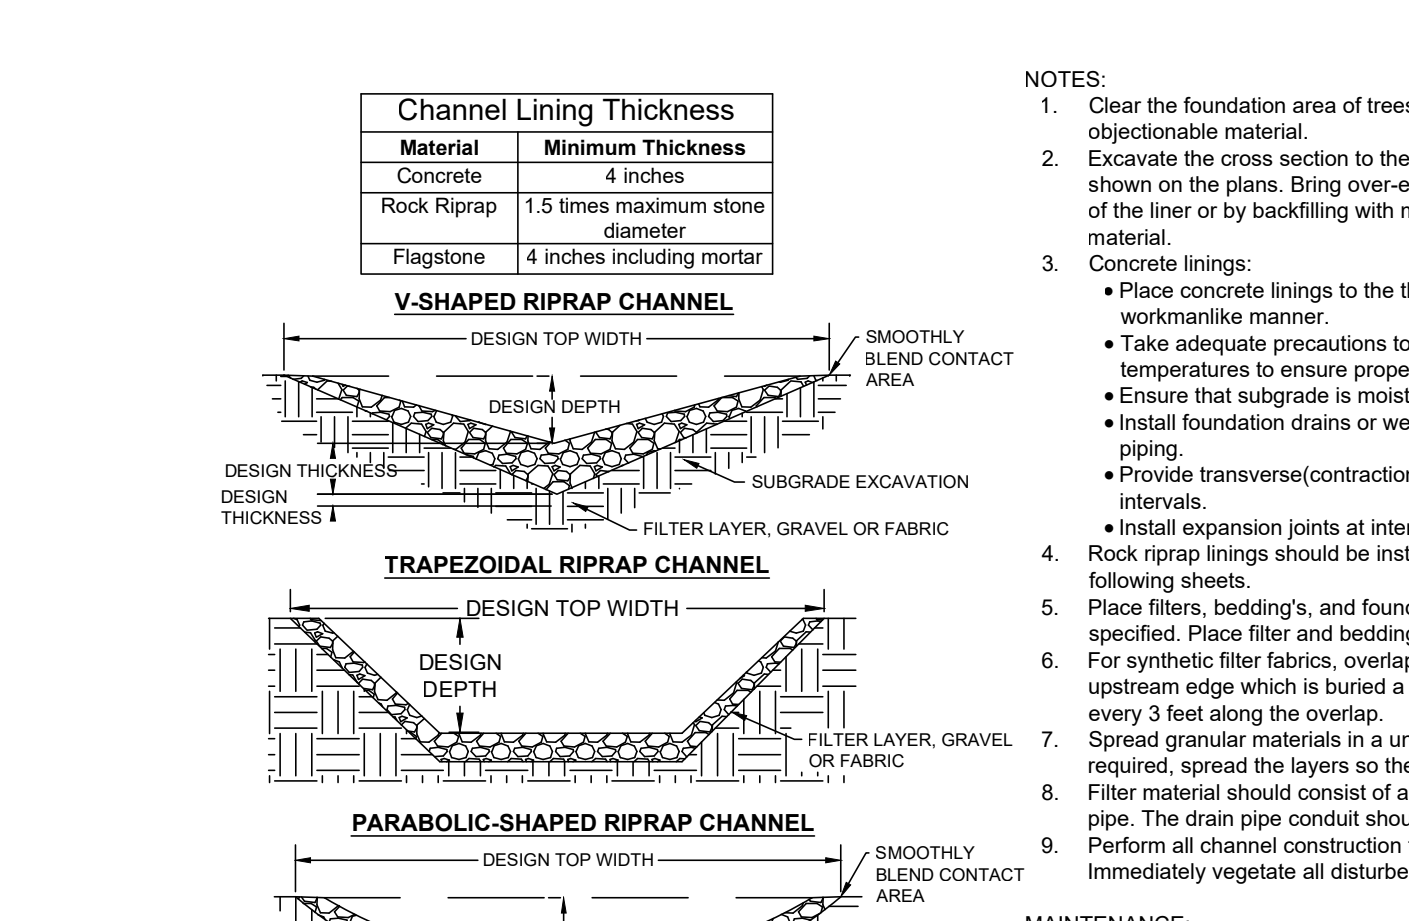 Channel Lining Thickness
Material Minimum Thickness
Concrete 4 inches
Rock Riprap 1.5 times maximum stone
diameter
Flagstone 4 inches including mortar
V-SHAPED RIPRAP CHANNEL
DESIGN TOP WIDTH
SMOOTHLY
BLEND CONTACT
AREA
DESIGN DEPTH
DESIGN THICKNESS
DESIGN
THICKNESS
SUBGRADE EXCAVATION
FILTER LAYER, GRAVEL OR FABRIC
TRAPEZOIDAL RIPRAP CHANNEL
DESIGN TOP WIDTH
DESIGN
DEPTH
FILTER LAYER, GRAVEL
OR FABRIC
PARABOLIC-SHAPED RIPRAP CHANNEL
DESIGN TOP WIDTH
SMOOTHLY
BLEND CONTACT
AREA
NOTES:
1. Clear the foundation area of trees
objectionable material.
2. Excavate the cross section to the
shown on the plans. Bring over-e
of the liner or by backfilling with
material.
3. Concrete linings:
• Place concrete linings to the
workmanlike manner.
• Take adequate precautions to
temperatures to ensure prope
• Ensure that subgrade is moist
• Install foundation drains or we
piping.
• Provide transverse(contraction
intervals.
• Install expansion joints at inter
4. Rock riprap linings should be inst
following sheets.
5. Place filters, bedding's, and found
specified. Place filter and bedding
6. For synthetic filter fabrics, overlap
upstream edge which is buried a
every 3 feet along the overlap.
7. Spread granular materials in a un
required, spread the layers so the
8. Filter material should consist of a
pipe. The drain pipe conduit shou
9. Perform all channel construction
Immediately vegetate all disturbe
MAINTENANCE: